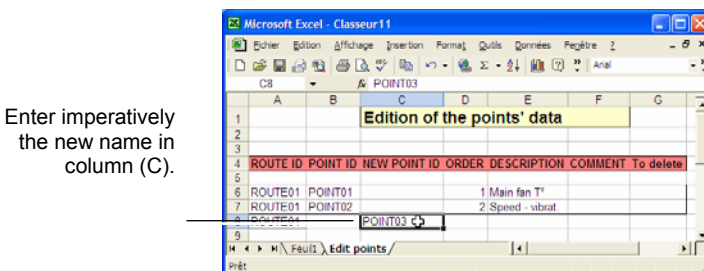 Enter imperatively
the new name in
column (C).
Microsoft Excel - Classeur11
Fichier Edition Affichage Insertion Format Outils Données Fenêtre ?
Arial
C8 POINT03
A B C D E F G
1 Edition of the points' data
2
3
4 ROUTE ID POINT ID NEW POINT ID ORDER DESCRIPTION COMMENT To delete
5
6 ROUTE01 POINT01 1 Main fan T°
7 ROUTE01 POINT02 2 Speed - vibrat
8 ROUTE01 POINT03
9
Feuil1 Edit points
Prêt